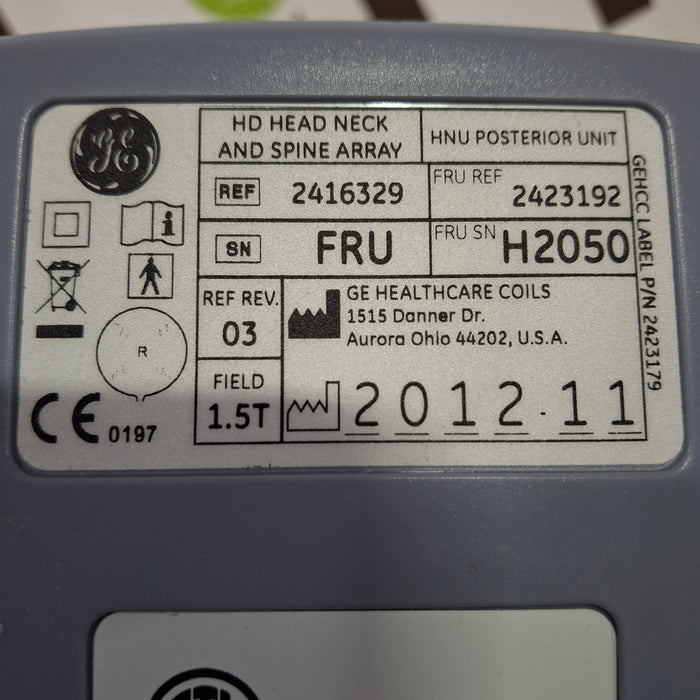 GE
HD HEAD NECK
AND SPINE ARRAY
HNU POSTERIOR UNIT
REF 2416329
FRU REF
2423192
SN FRU
FRU SN H2050
REF REV.
03
GE HEALTHCARE COILS
1515 Danner Dr.
Aurora Ohio 44202, U.S.A.
FIELD
1.5T
2012-11
i
R
CE 0197
GEHCC LABEL P/N 2423179